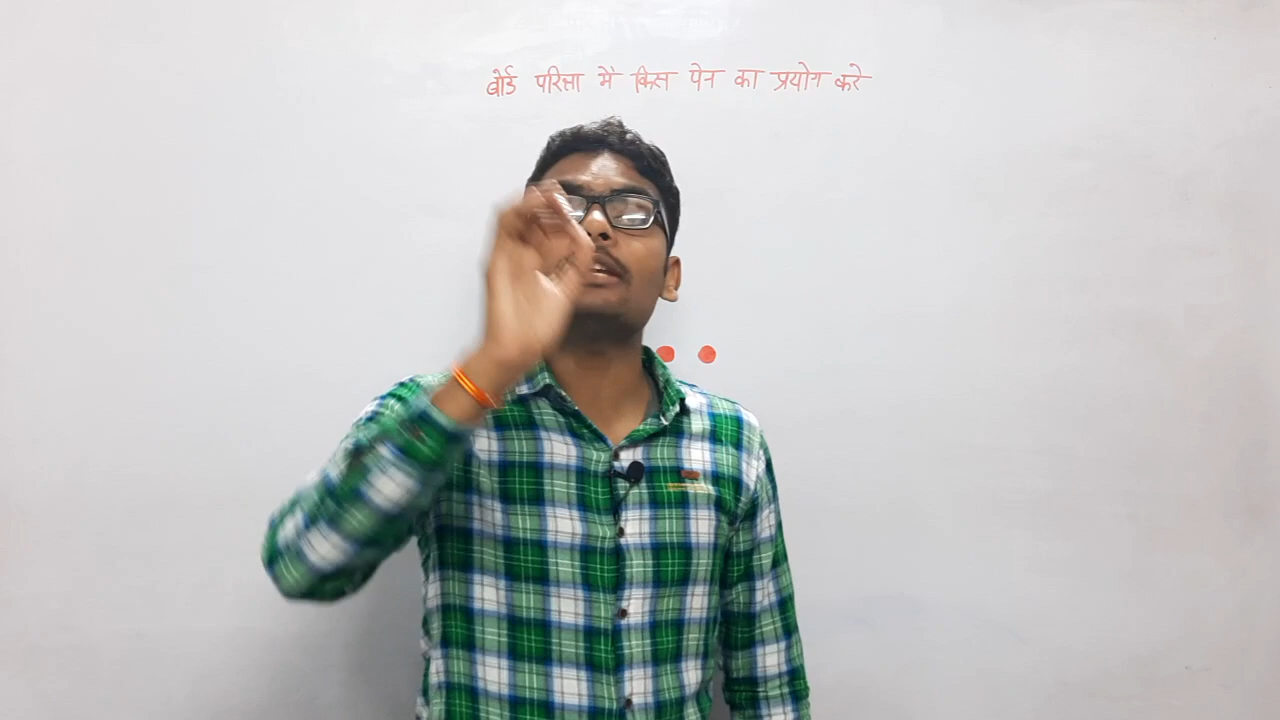 बोर्ड परिक्षा में किस पेन का प्रयोग करे